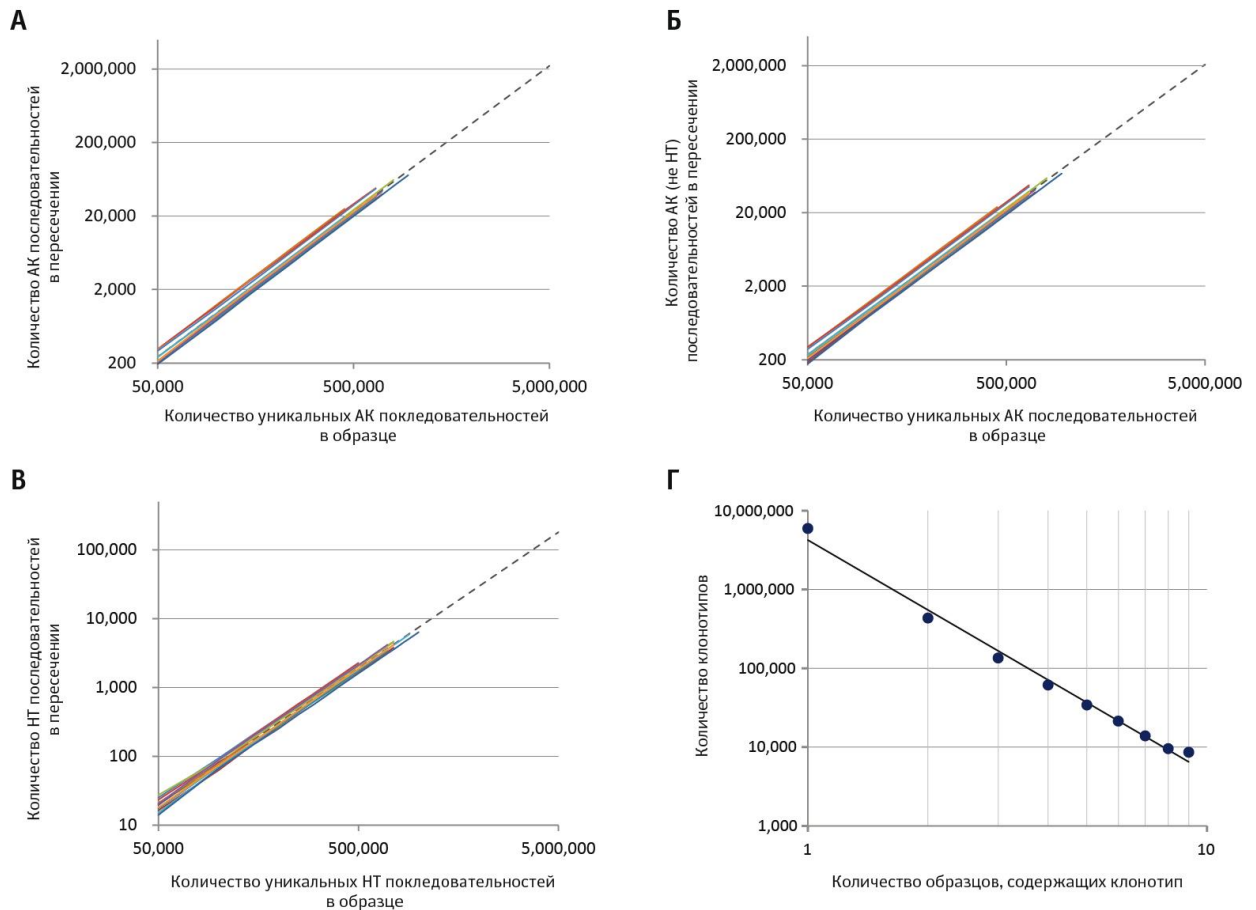 А
2,000,000
200,000
20,000
2,000
200
50,000
500,000
5,000,000
Количество АК последовательностей
в пересечении
Количество уникальных АК покледовательностей
в образце
Б
2,000,000
200,000
20,000
2,000
200
50,000
500,000
5,000,000
Количество АК (не НТ)
последовательностей в пересечении
Количество уникальных АК последовательностей
в образце
В
100,000
10,000
1,000
100
10
50,000
500,000
5,000,000
Количество НТ последовательностей
в пересечении
Количество уникальных НТ покледовательностей
в образце
Г
10,000,000
1,000,000
100,000
10,000
1,000
1
10
Количество клонотипов
Количество образцов, содержащих клонотип